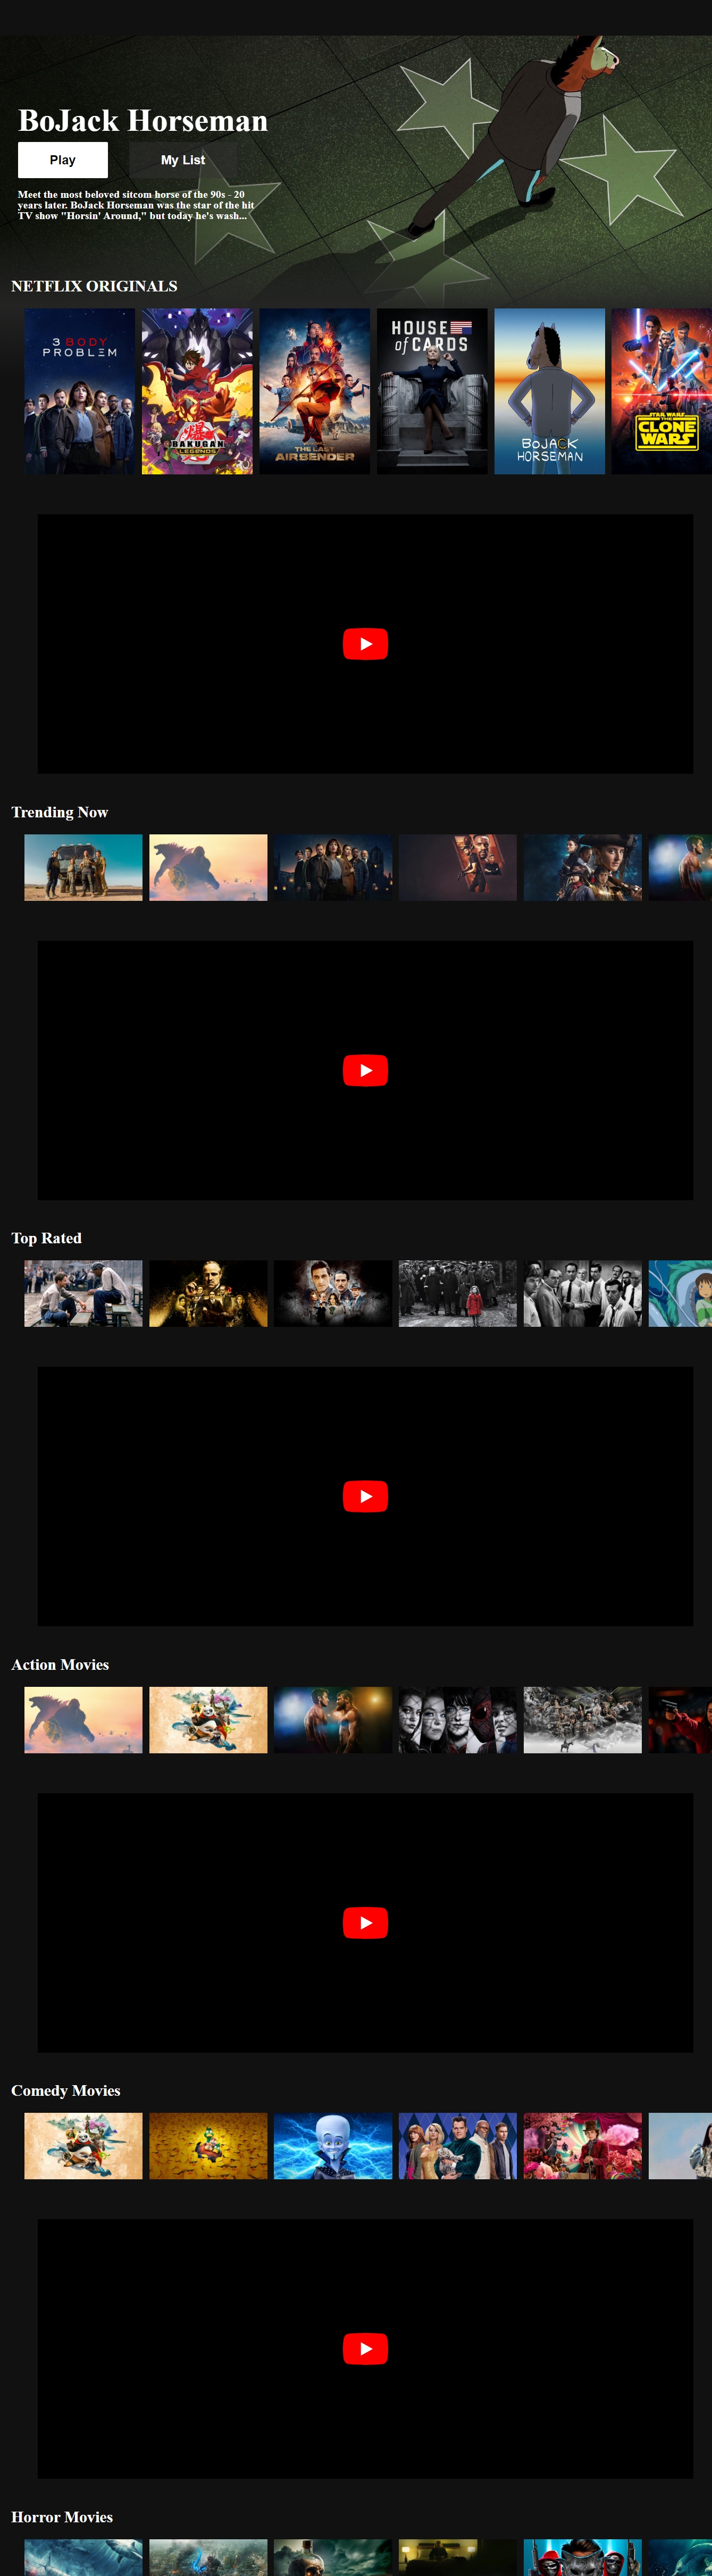 BoJack Horseman
Play
My List
Meet the most beloved sitcom horse of the 90s - 20
years later. BoJack Horseman was the star of the hit
TV show "Horsin' Around," but today he's wash...
NETFLIX ORIGINALS
3 BODY
PROBLEM
BAKUGAN
LEGENDS
THE LAST
AIRBENDER
HOUSE
of CARDS
BOJACK
HORSEMAN
STAR WARS
THE
CLONE
WARS
Trending Now
Top Rated
Action Movies
Comedy Movies
Horror Movies